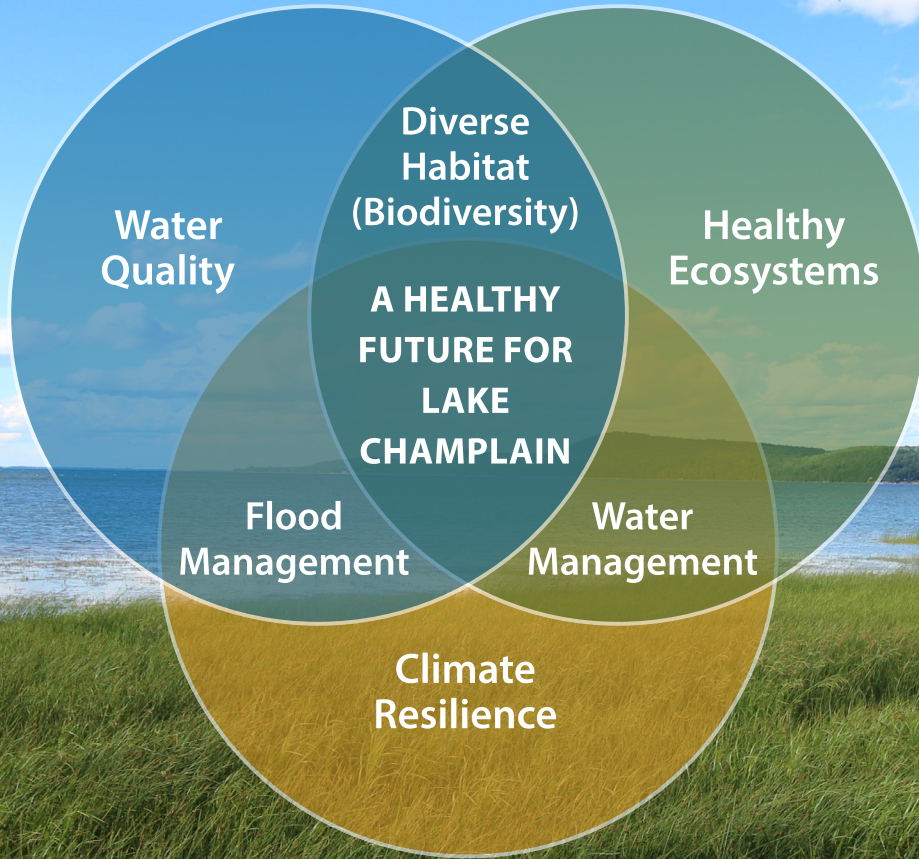 Diverse
Habitat
(Biodiversity)
Water
Quality
Healthy
Ecosystems
A HEALTHY
FUTURE FOR
LAKE
CHAMPLAIN
Flood
Management
Water
Management
Climate
Resilience